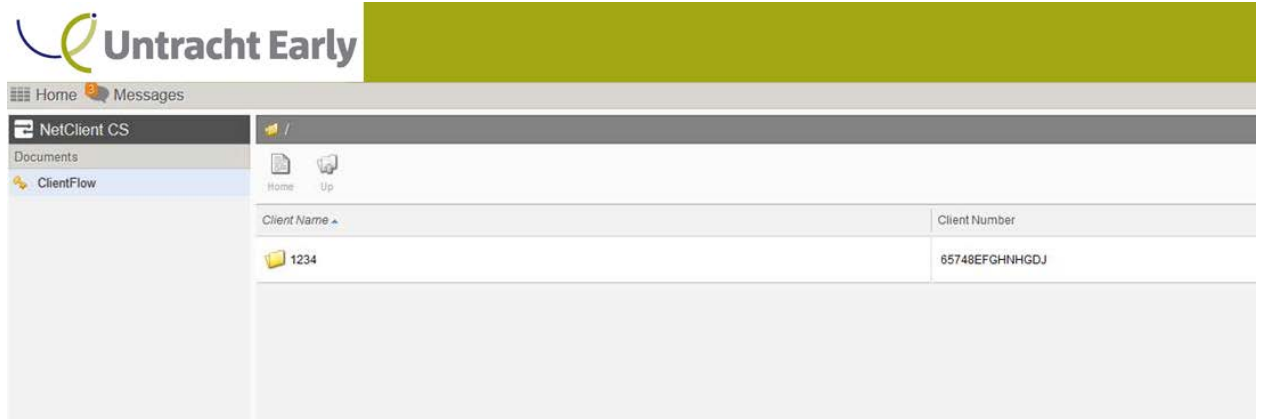 Untracht Early
Home 3 Messages
NetClient CS
/
Documents
ClientFlow
Home Up
Client Name Client Number
1234 65748EFGHNHGDJ